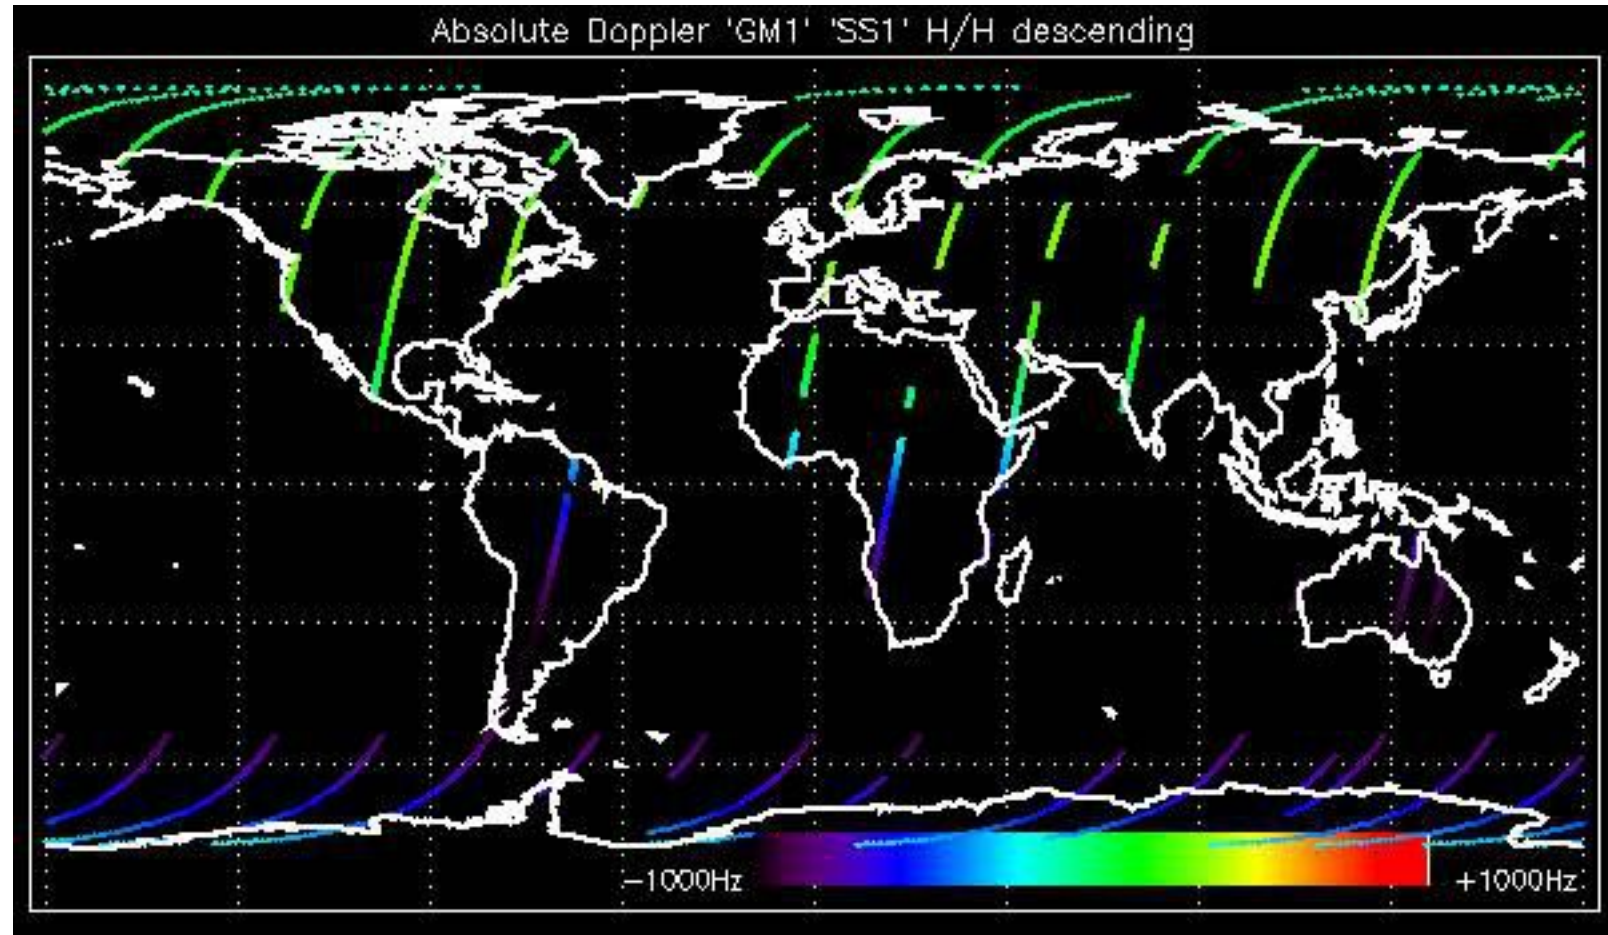 Absolute Doppler 'GM1' 'SS1' H/H descending
−1000Hz +1000Hz